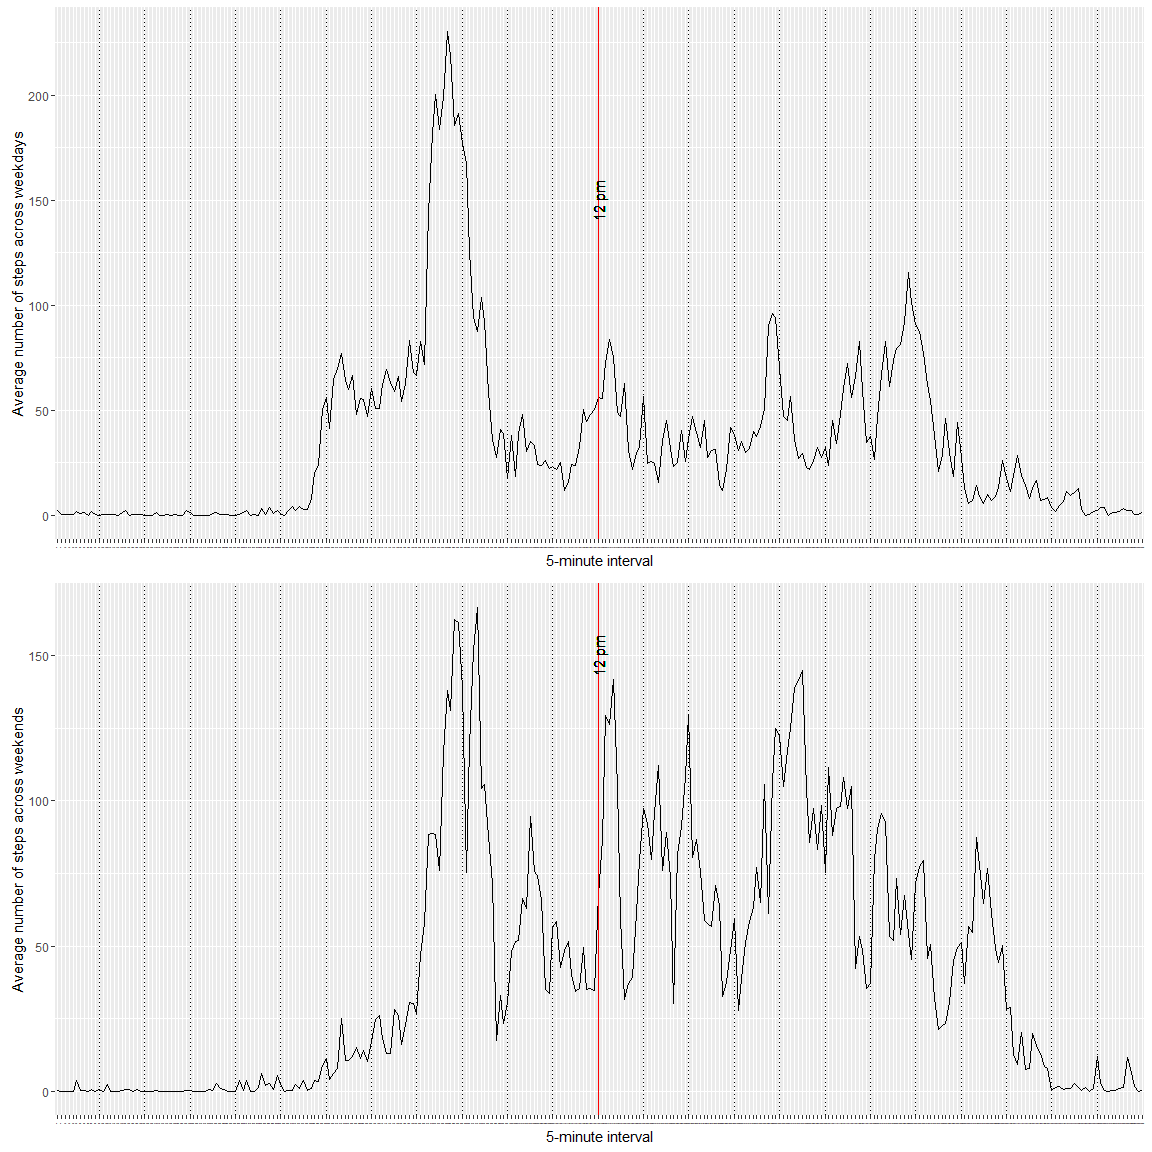 Average number of steps across weekdays
200
150
100
50
0
12 pm
5-minute interval
Average number of steps across weekends
150
100
50
0
12 pm
5-minute interval